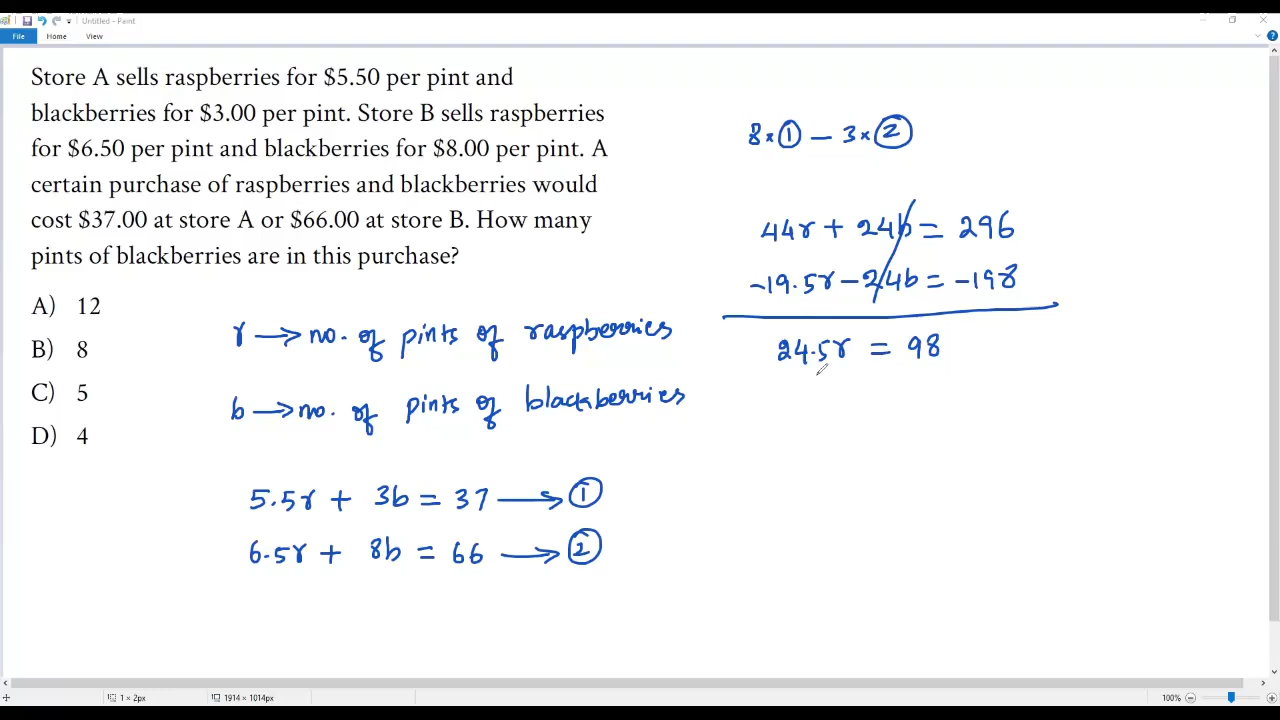 Untitled - Paint
File Home View
Store A sells raspberries for $5.50 per pint and
blackberries for $3.00 per pint. Store B sells raspberries
for $6.50 per pint and blackberries for $8.00 per pint. A
certain purchase of raspberries and blackberries would
cost $37.00 at store A or $66.00 at store B. How many
pints of blackberries are in this purchase?
A) 12
B) 8
C) 5
D) 4
r → no. of pints of raspberries
b → no. of pints of blackberries
5.5r + 3b = 37 → ①
6.5r + 8b = 66 → ②
8 × ① − 3 × ②
44r + 24b = 296
-19.5r − 24b = -198
24.5r = 98
1 × 2px
1914 × 1014px
100%